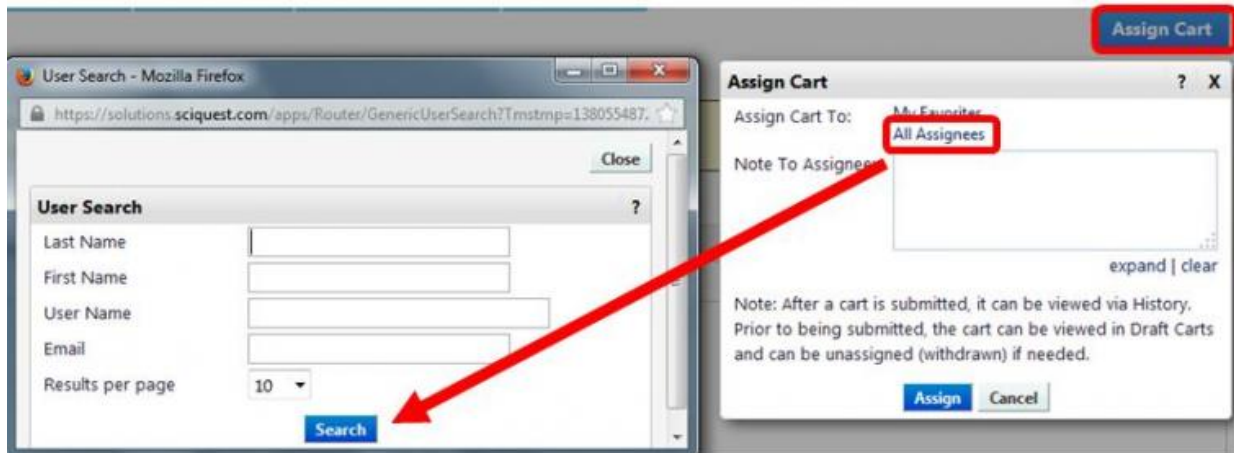 Assign Cart
User Search - Mozilla Firefox
https://solutions.sciquest.com/apps/Router/GenericUserSearch?Tmstmp=138055487.
Close
User Search ?
Last Name
First Name
User Name
Email
Results per page 10
Search
Assign Cart ? X
Assign Cart To: My Favorites
All Assignees
Note To Assignee:
expand | clear
Note: After a cart is submitted, it can be viewed via History.
Prior to being submitted, the cart can be viewed in Draft Carts
and can be unassigned (withdrawn) if needed.
Assign Cancel